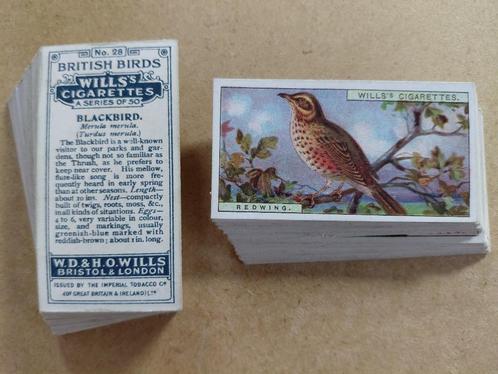 No. 28
BRITISH BIRDS
WILLS'S
CIGARETTES
A SERIES OF 50
BLACKBIRD.
Merula merula.
(Turdus merula.)
The Blackbird is a well-known
visitor to our parks and gar-
dens, though not so familiar as
the Thrush, as he prefers to
keep near cover. His mellow,
flute-like song is more fre-
quently heard in early spring
than at other seasons. Length—
about 10 ins. Nest—compactly
built of twigs, roots, moss, &c.,
in all kinds of situations. Eggs—
4 to 6, very variable in colour,
size, and markings, usually
greenish-blue marked with
reddish-brown; about 1 in. long.
W.D. & H.O. WILLS
BRISTOL & LONDON
ISSUED BY THE IMPERIAL TOBACCO Co
(OF GREAT BRITAIN & IRELAND) LTD
WILLS'S CIGARETTES.
REDWING.